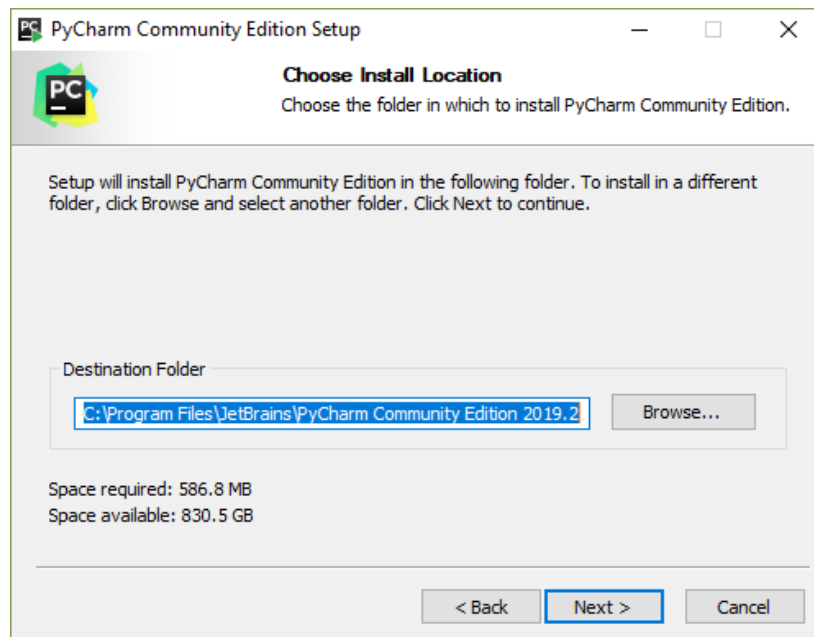 PyCharm Community Edition Setup
Choose Install Location
PC
Choose the folder in which to install PyCharm Community Edition.
Setup will install PyCharm Community Edition in the following folder. To install in a different
folder, click Browse and select another folder. Click Next to continue.
Destination Folder
C:\Program Files\JetBrains\PyCharm Community Edition 2019.2
Browse...
Space required: 586.8 MB
Space available: 830.5 GB
< Back
Next >
Cancel